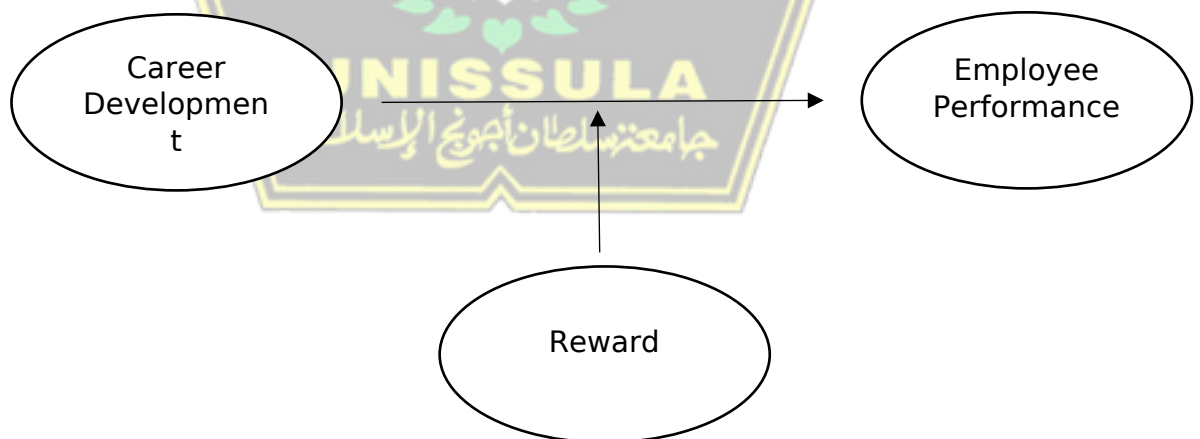 Career
Developmen
t
UNISSULA
جامعة سلطان أجونج الإسلامية
Employee
Performance
Reward